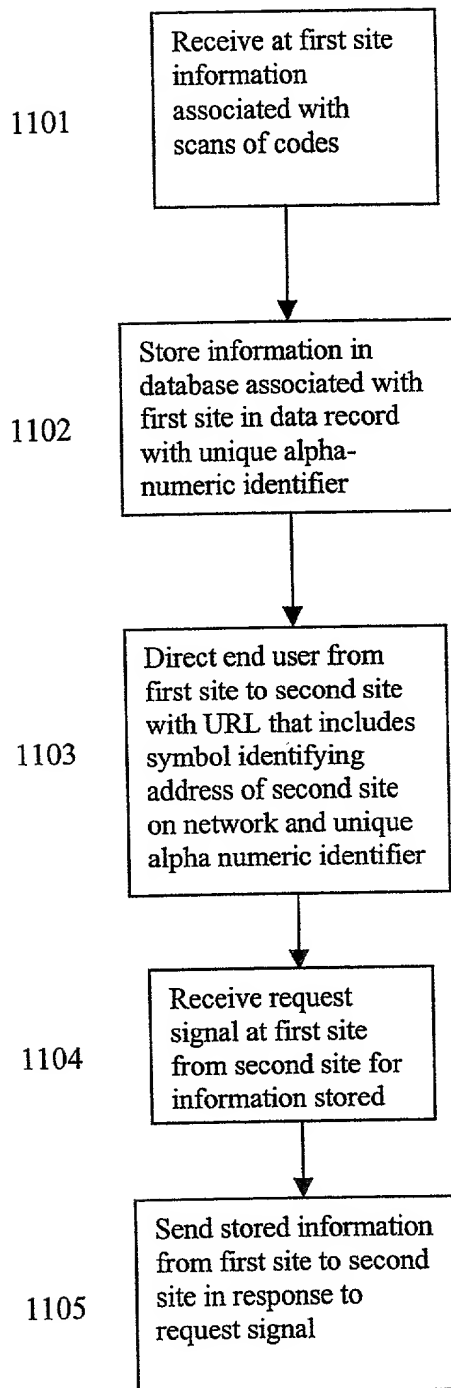 Receive at first site
information
associated with
scans of codes
1101
Store information in
database associated with
first site in data record
with unique alpha-
numeric identifier
1102
Direct end user from
first site to second site
with URL that includes
symbol identifying
address of second site
on network and unique
alpha numeric identifier
1103
Receive request
signal at first site
from second site for
information stored
1104
Send stored information
from first site to second
site in response to
request signal
1105